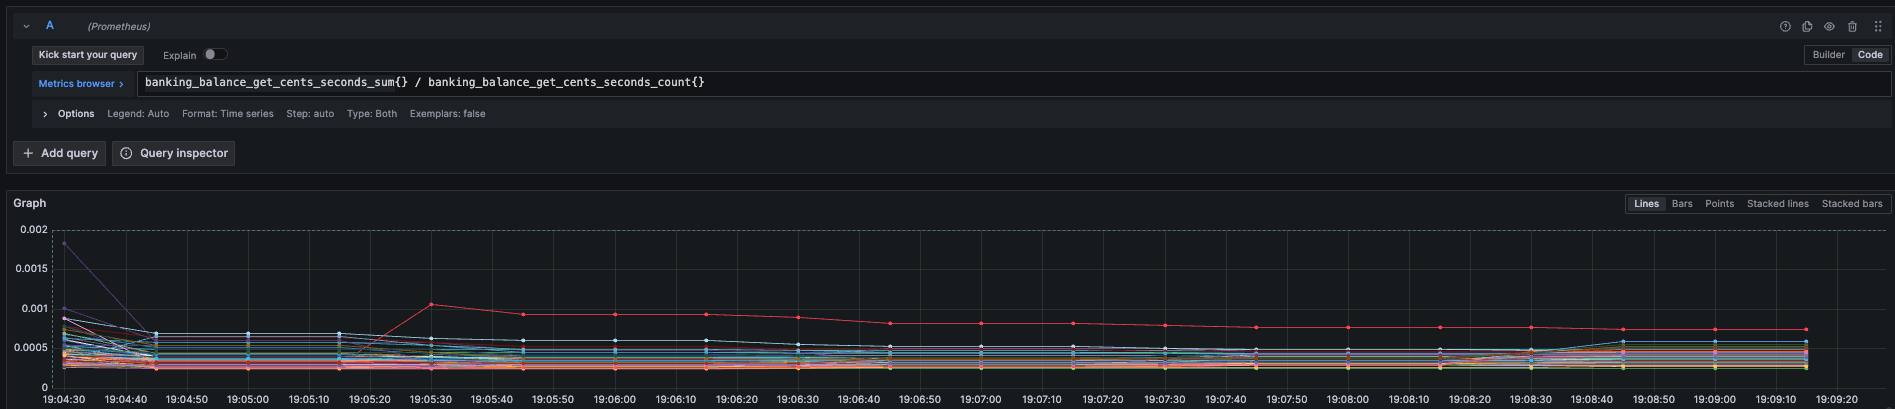 A (Prometheus)
Kick start your query Explain
Builder Code
Metrics browser > banking_balance_get_cents_seconds_sum{} / banking_balance_get_cents_seconds_count{}
> Options Legend: Auto Format: Time series Step: auto Type: Both Exemplars: false
+ Add query Query inspector
Graph
Lines Bars Points Stacked lines Stacked bars
0.002
0.0015
0.001
0.0005
0
19:04:30 19:04:40 19:04:50 19:05:00 19:05:10 19:05:20 19:05:30 19:05:40 19:05:50 19:06:00 19:06:10 19:06:20 19:06:30 19:06:40 19:06:50 19:07:00 19:07:10 19:07:20 19:07:30 19:07:40 19:07:50 19:08:00 19:08:10 19:08:20 19:08:30 19:08:40 19:08:50 19:09:00 19:09:10 19:09:20